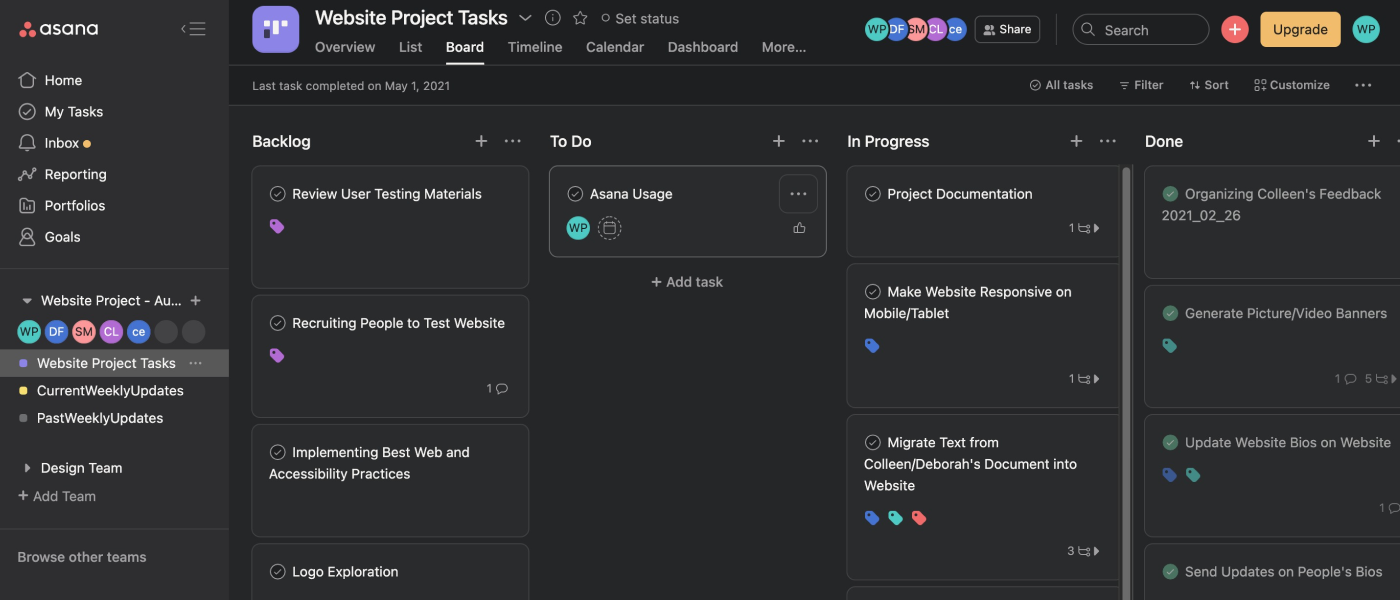 asana
Home
My Tasks
Inbox
Reporting
Portfolios
Goals
Website Project - Au...
WP DF SM CL ce
Website Project Tasks
CurrentWeeklyUpdates
PastWeeklyUpdates
Design Team
+ Add Team
Browse other teams
Website Project Tasks
Set status
Overview List Board Timeline Calendar Dashboard More...
WP DF SM CL ce
Share
Search
Upgrade
WP
Last task completed on May 1, 2021
All tasks
Filter
Sort
Customize
Backlog
Review User Testing Materials
Recruiting People to Test Website
1
Implementing Best Web and
Accessibility Practices
Logo Exploration
To Do
Asana Usage
WP
+ Add task
In Progress
Project Documentation
1
Make Website Responsive on
Mobile/Tablet
1
Migrate Text from
Colleen/Deborah's Document into
Website
3
Done
Organizing Colleen's Feedback
2021_02_26
Generate Picture/Video Banners
1 5
Update Website Bios on Website
1
Send Updates on People's Bios